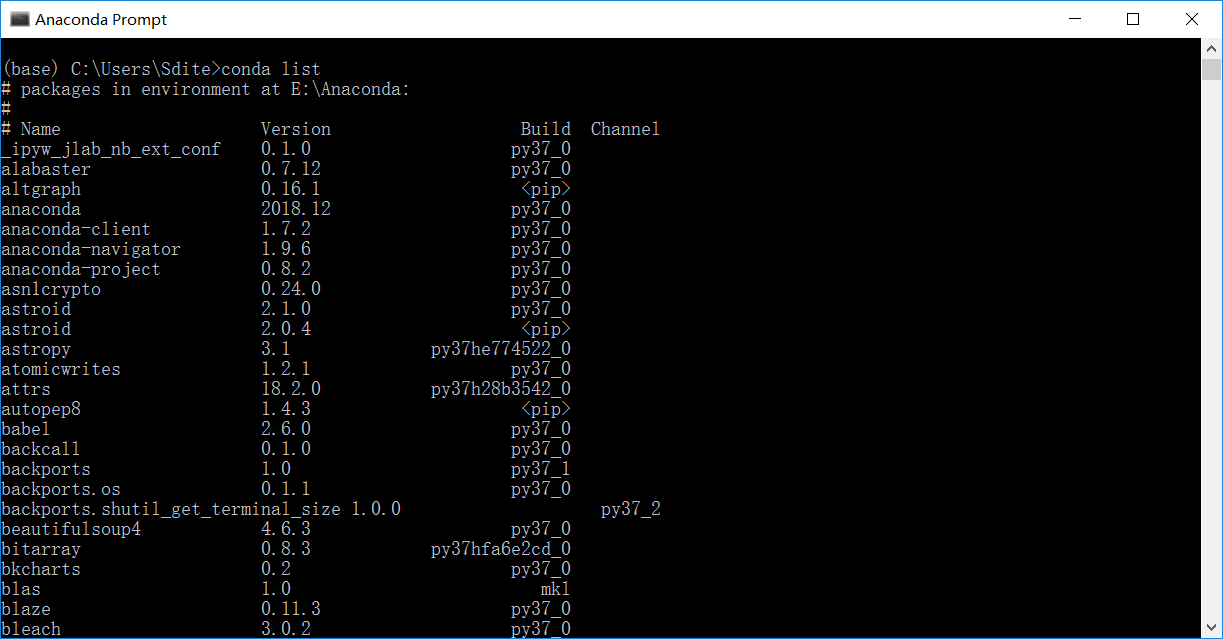 Anaconda Prompt
(base) C:\Users\Sdite>conda list
# packages in environment at E:\Anaconda:
#
# Name                    Version                   Build  Channel
_ipyw_jlab_nb_ext_conf    0.1.0                    py37_0
alabaster                 0.7.12                   py37_0
altgraph                  0.16.1                    <pip>
anaconda                  2018.12                  py37_0
anaconda-client           1.7.2                    py37_0
anaconda-navigator        1.9.6                    py37_0
anaconda-project          0.8.2                    py37_0
asn1crypto                0.24.0                   py37_0
astroid                   2.1.0                    py37_0
astroid                   2.0.4                     <pip>
astropy                   3.1              py37he774522_0
atomicwrites              1.2.1                    py37_0
attrs                     18.2.0           py37h28b3542_0
autopep8                  1.4.3                     <pip>
babel                     2.6.0                    py37_0
backcall                  0.1.0                    py37_0
backports                 1.0                      py37_1
backports.os              0.1.1                    py37_0
backports.shutil_get_terminal_size 1.0.0                    py37_2
beautifulsoup4            4.6.3                    py37_0
bitarray                  0.8.3            py37hfa6e2cd_0
bkcharts                  0.2                      py37_0
blas                      1.0                         mkl
blaze                     0.11.3                   py37_0
bleach                    3.0.2                    py37_0